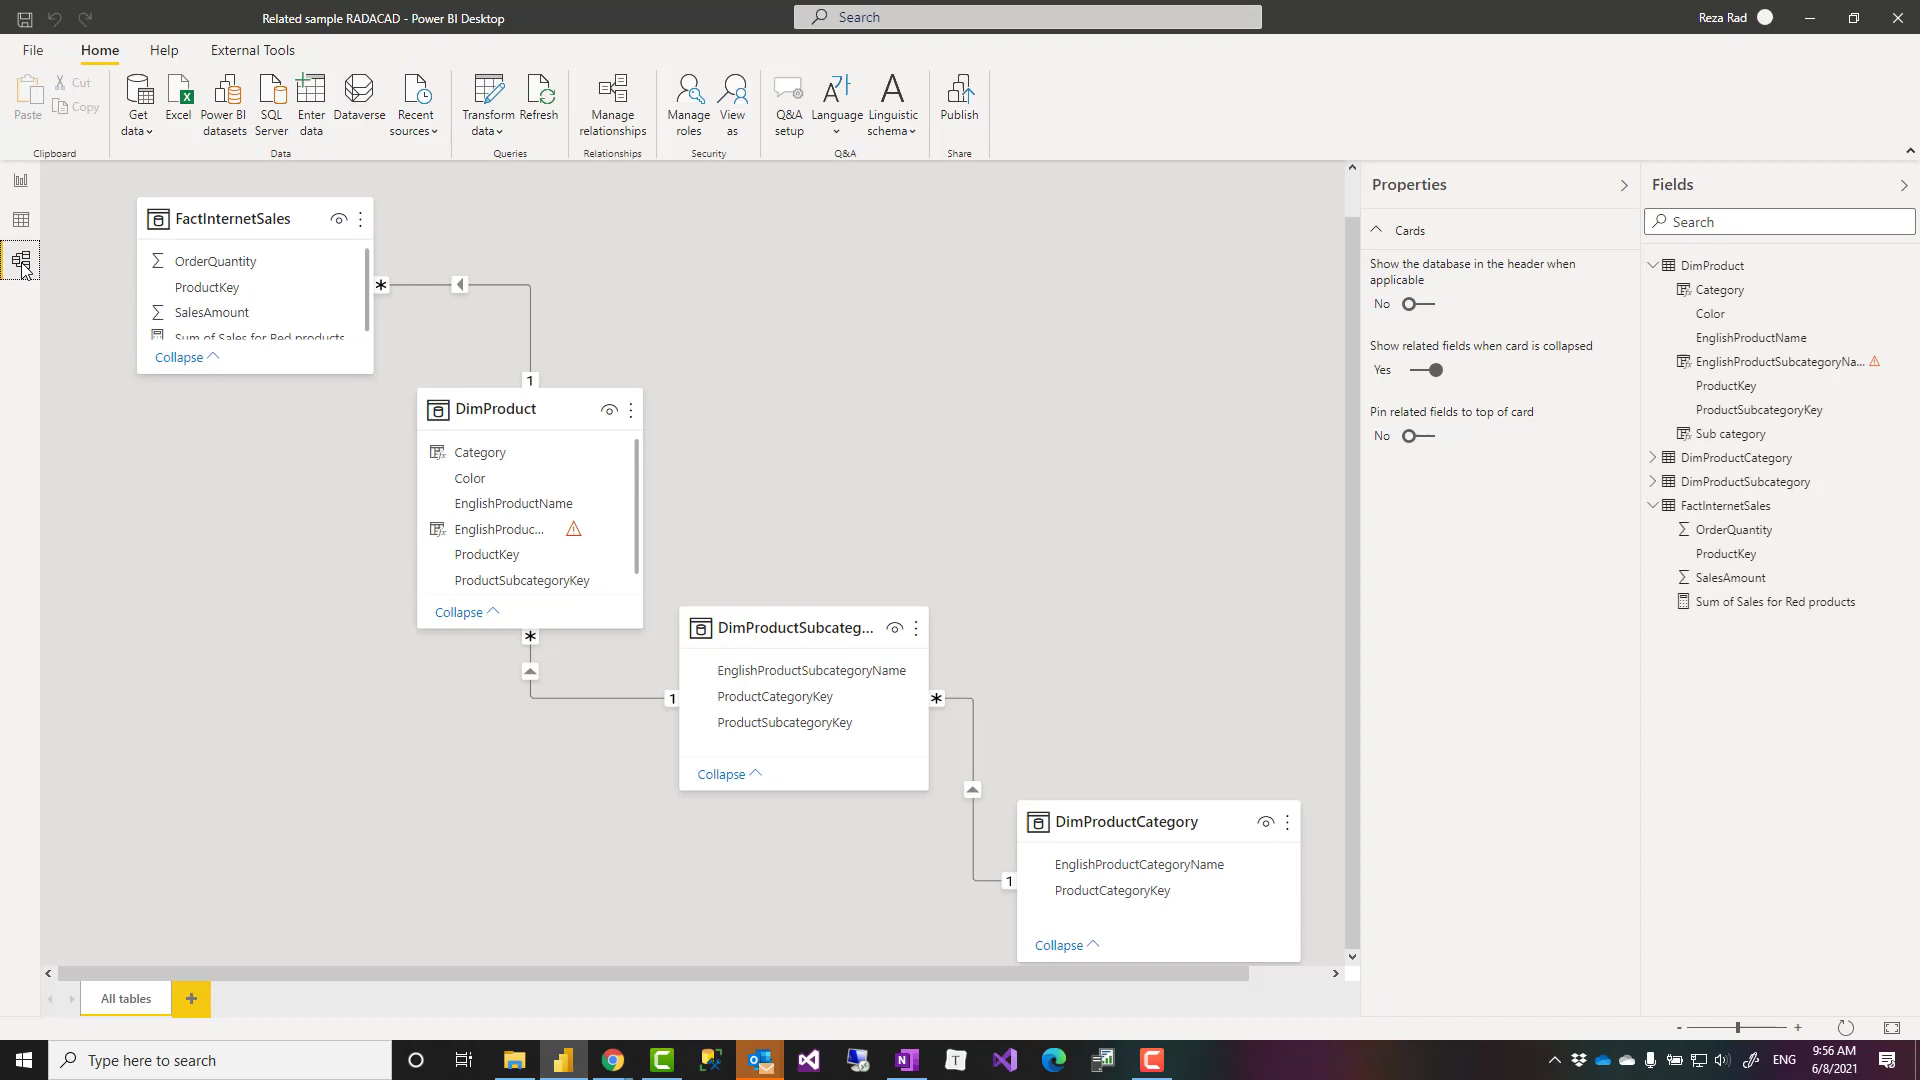 Related sample RADACAD - Power BI Desktop
Search
Reza Rad
File
Home
Help
External Tools
Paste
Cut
Copy
Get data
Excel
Power BI datasets
SQL Server
Enter data
Dataverse
Recent sources
Transform data
Refresh
Manage relationships
Manage roles
View as
Q&A setup
Language
Linguistic schema
Publish
Clipboard
Data
Queries
Relationships
Security
Q&A
Share
FactInternetSales
OrderQuantity
ProductKey
SalesAmount
Sum of Sales for Red products
Collapse
*
1
DimProduct
Category
Color
EnglishProductName
EnglishProduc...
ProductKey
ProductSubcategoryKey
Collapse
*
1
DimProductSubcateg...
EnglishProductSubcategoryName
ProductCategoryKey
ProductSubcategoryKey
Collapse
*
1
DimProductCategory
EnglishProductCategoryName
ProductCategoryKey
Collapse
All tables
+
Properties
Cards
Show the database in the header when
applicable
No
Show related fields when card is collapsed
Yes
Pin related fields to top of card
No
Fields
Search
DimProduct
Category
Color
EnglishProductName
EnglishProductSubcategoryNa...
ProductKey
ProductSubcategoryKey
Sub category
DimProductCategory
DimProductSubcategory
FactInternetSales
OrderQuantity
ProductKey
SalesAmount
Sum of Sales for Red products
- +
Type here to search
ENG
9:56 AM
6/8/2021